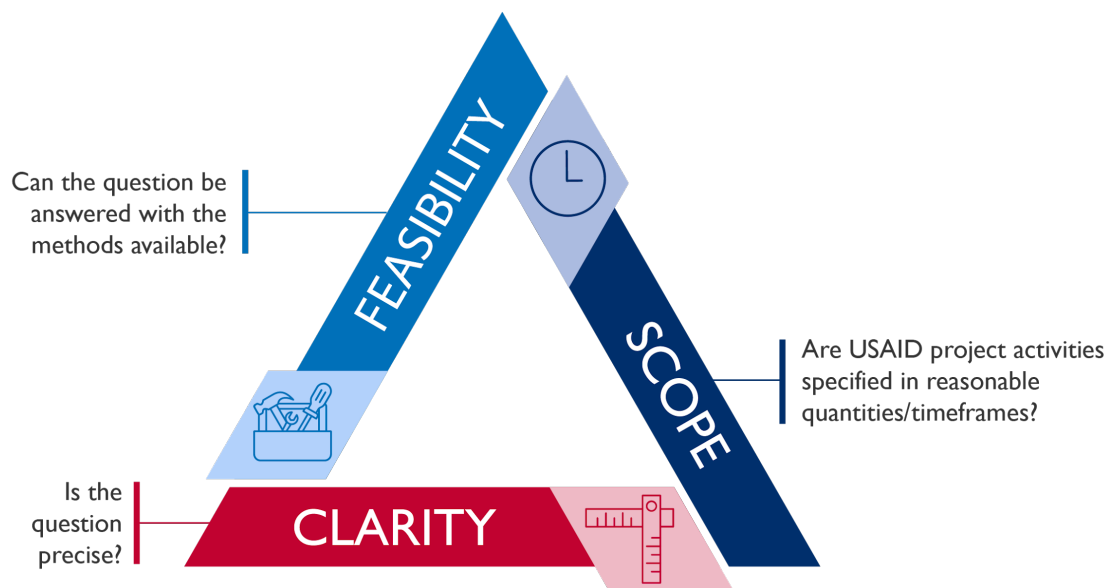 FEASIBILITY
Can the question be
answered with the
methods available?
SCOPE
Are USAID project activities
specified in reasonable
quantities/timeframes?
Is the
question
precise?
CLARITY